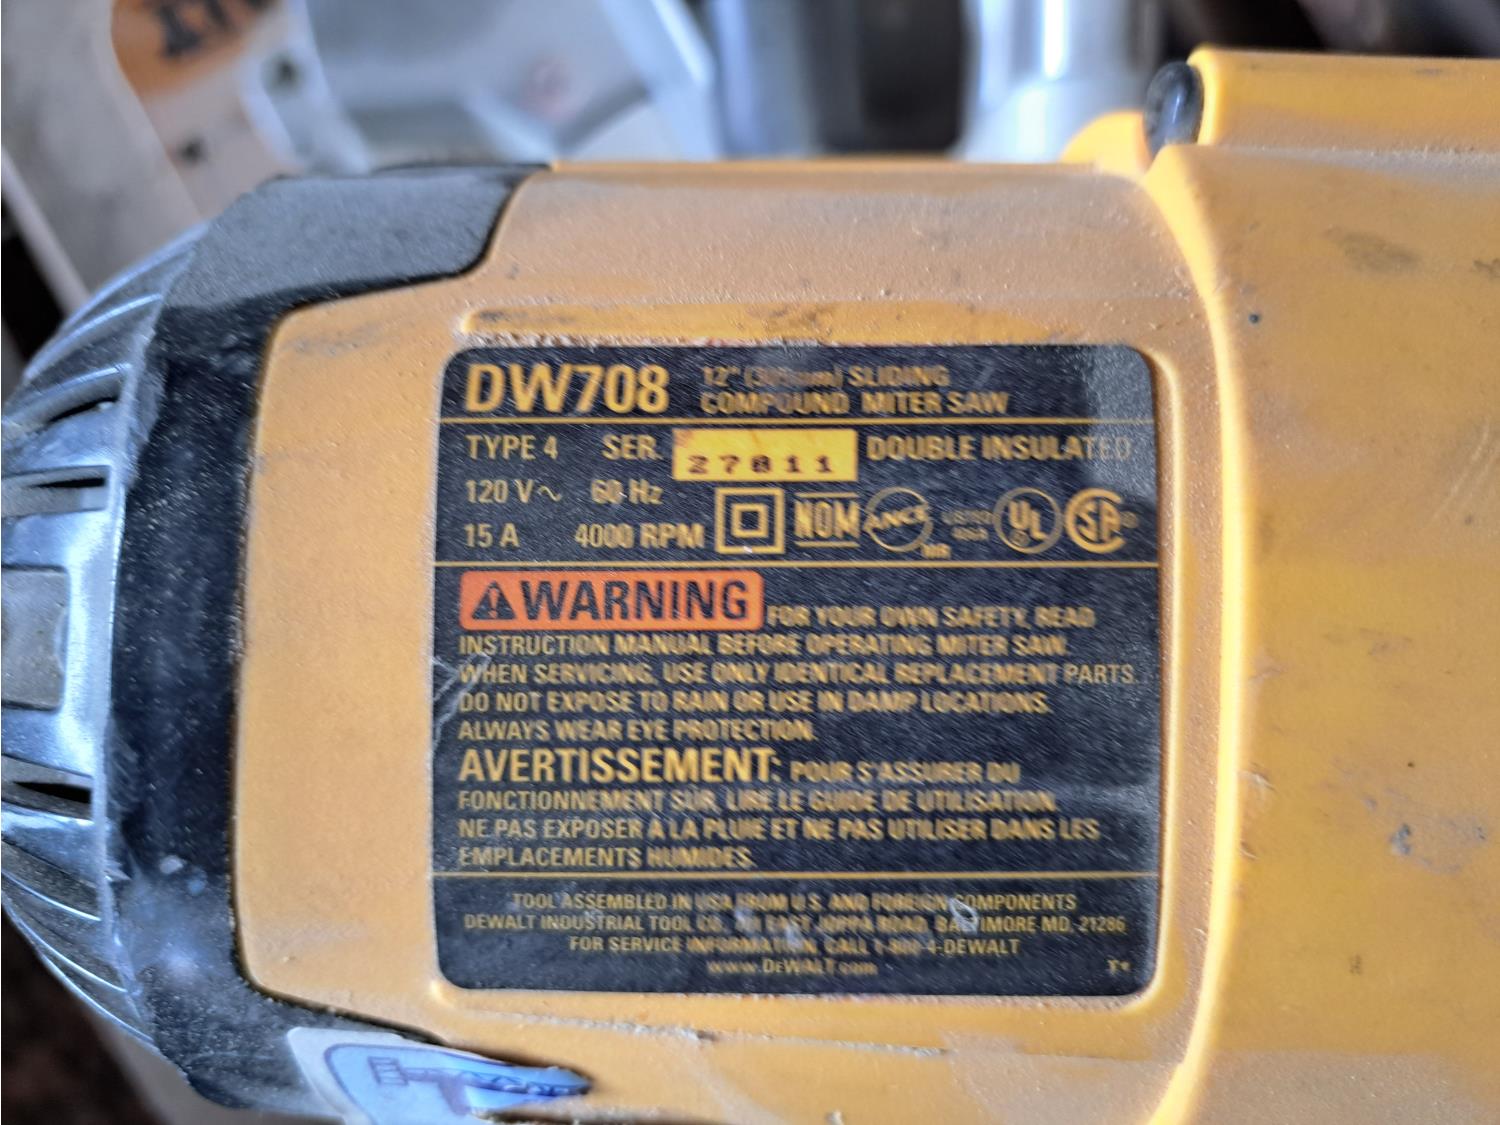 DW708 12" (305mm) SLIDING
COMPOUND MITER SAW
TYPE 4 SER. 27811 DOUBLE INSULATED
120 V~ 60 Hz
15 A 4000 RPM
NOM ANCE UL SA
WARNING FOR YOUR OWN SAFETY, READ
INSTRUCTION MANUAL BEFORE OPERATING MITER SAW.
WHEN SERVICING, USE ONLY IDENTICAL REPLACEMENT PARTS.
DO NOT EXPOSE TO RAIN OR USE IN DAMP LOCATIONS.
ALWAYS WEAR EYE PROTECTION.
AVERTISSEMENT: POUR S'ASSURER DU
FONCTIONNEMENT SÛR, LIRE LE GUIDE DE UTILISATION.
NE PAS EXPOSER À LA PLUIE ET NE PAS UTILISER DANS LES
EMPLACEMENTS HUMIDES.
TOOL ASSEMBLED IN USA FROM U.S. AND FOREIGN COMPONENTS
DEWALT INDUSTRIAL TOOL CO., EAST JOPPA ROAD, BALTIMORE MD, 21286
FOR SERVICE INFORMATION, CALL 1-800-4-DEWALT
www.DEWALT.com